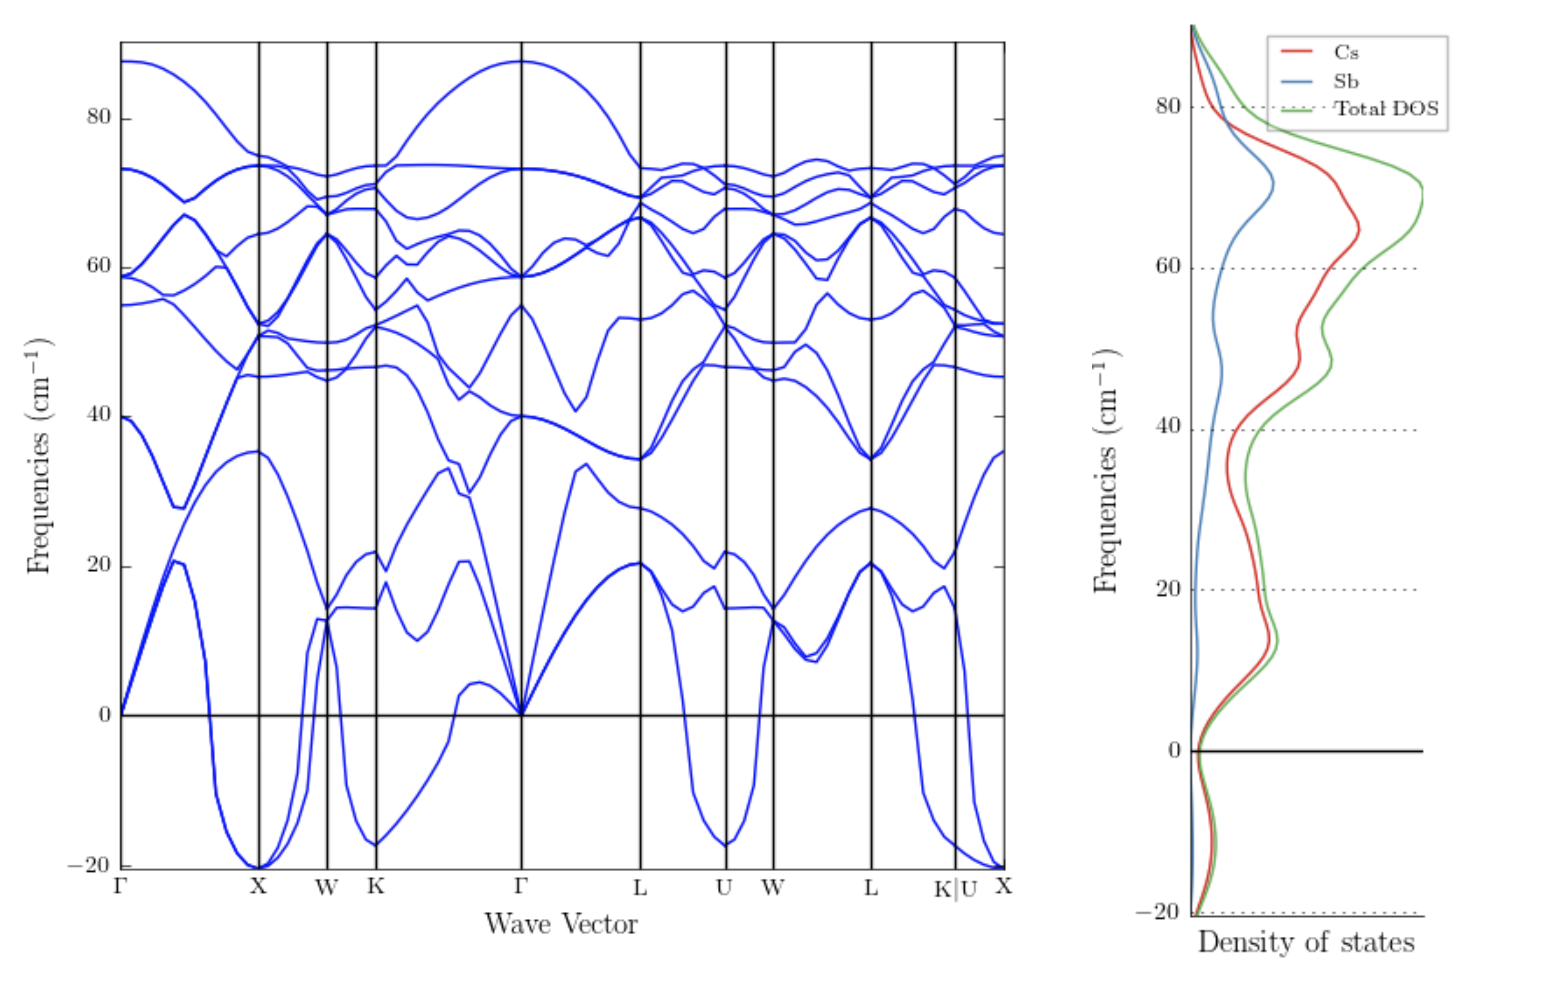 80
60
40
20
0
−20
Frequencies (cm−1)
Γ X W K Γ L U W L K|U X
Wave Vector
Cs
Sb
Total DOS
80
60
40
20
0
−20
Frequencies (cm−1)
Density of states